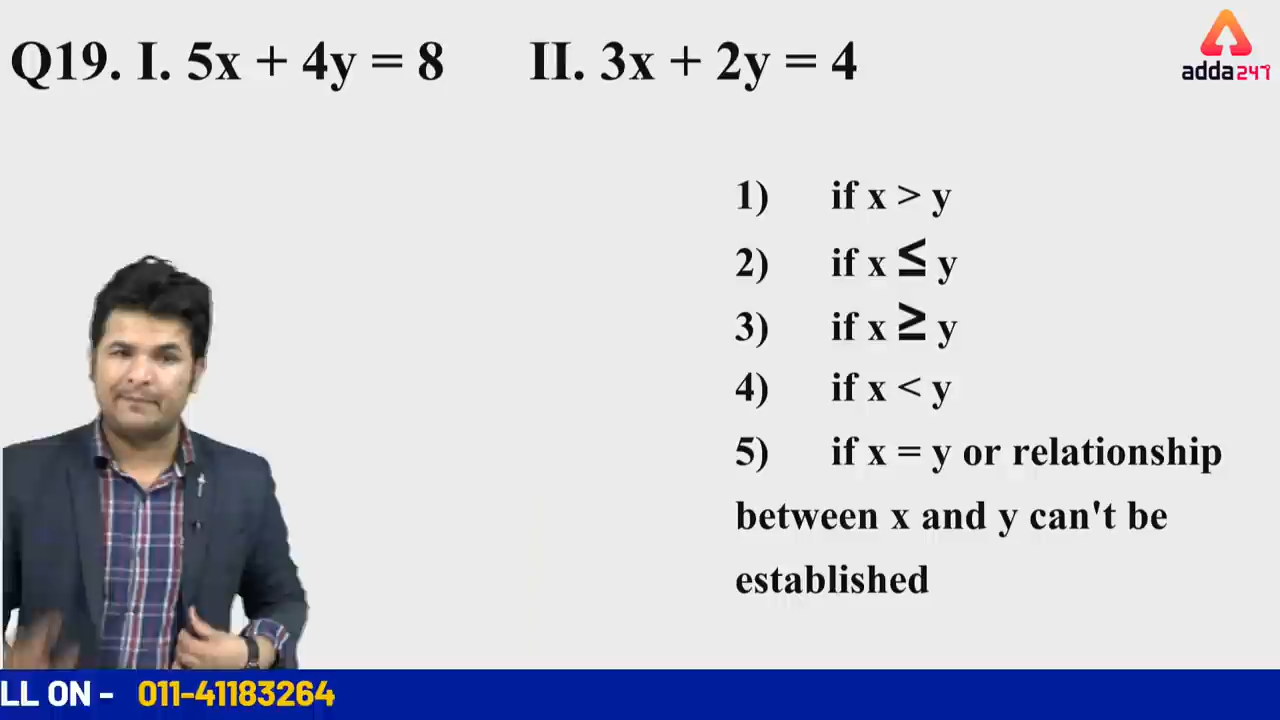 Q19. I. 5x + 4y = 8 II. 3x + 2y = 4
adda247
1) if x > y
2) if x ≤ y
3) if x ≥ y
4) if x < y
5) if x = y or relationship
between x and y can't be
established
LL ON - 011-41183264